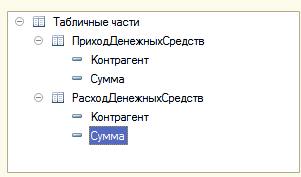 Табличные части
ПриходДенежныхСредств
Контрагент
Сумма
РасходДенежныхСредств
Контрагент
Сумма